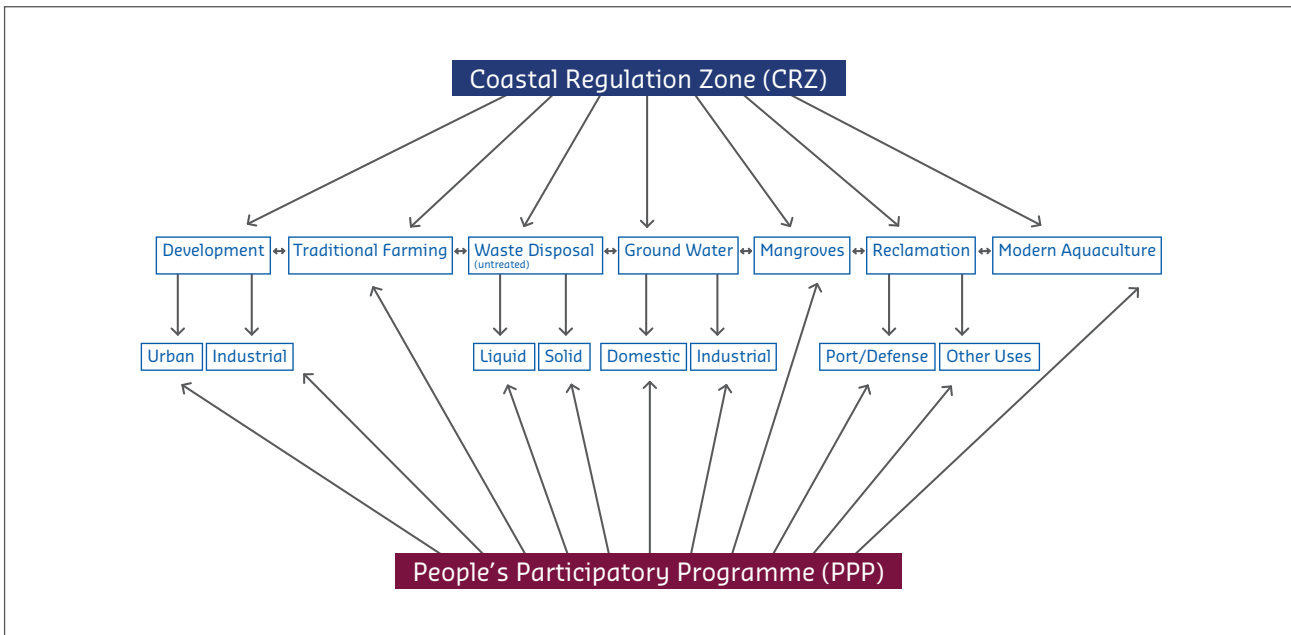 Coastal Regulation Zone (CRZ)
Development
Traditional Farming
Waste Disposal
(untreated)
Ground Water
Mangroves
Reclamation
Modern Aquaculture
Urban
Industrial
Liquid
Solid
Domestic
Industrial
Port/Defense
Other Uses
People's Participatory Programme (PPP)